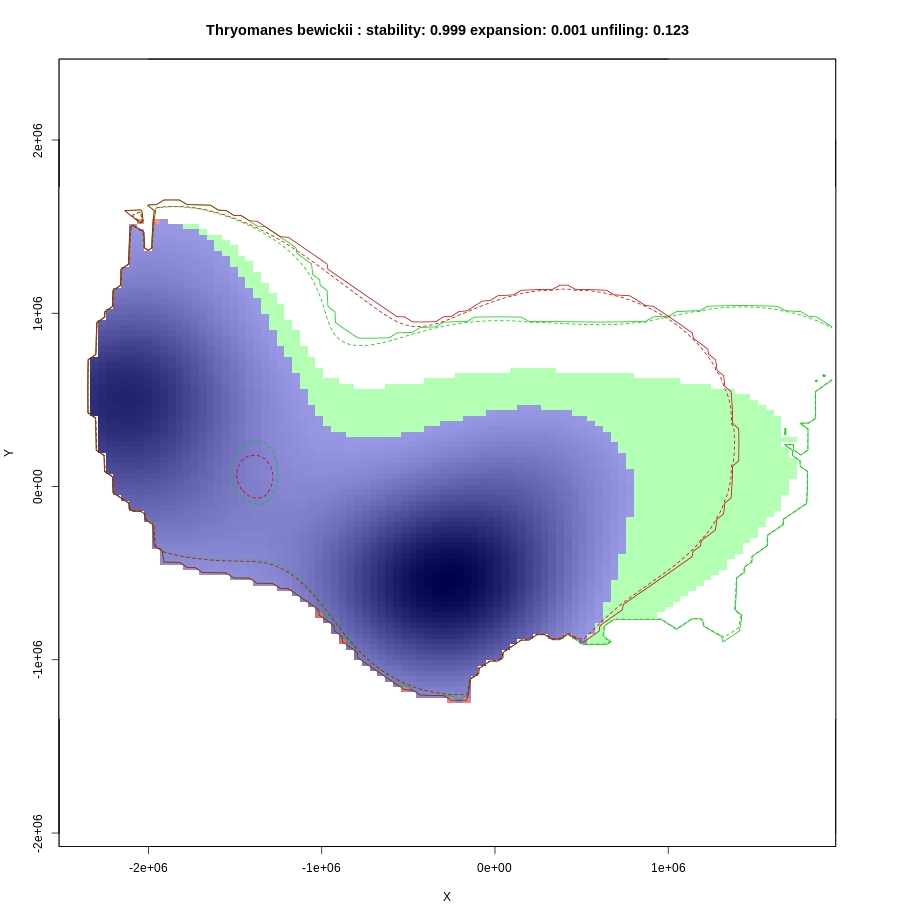 Thryomanes bewickii : stability: 0.999 expansion: 0.001 unfiling: 0.123
2e+06
1e+06
0e+00
-1e+06
-2e+06
Y
-2e+06 -1e+06 0e+00 1e+06
X